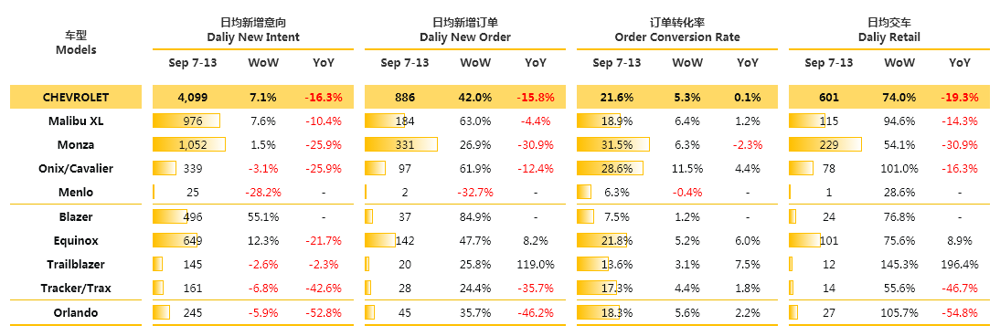 车型
Models
日均新增意向
Daliy New Intent
日均新增订单
Daliy New Order
订单转化率
Order Conversion Rate
日均交车
Daliy Retail
Sep 7-13 WoW YoY Sep 7-13 WoW YoY Sep 7-13 WoW YoY Sep 7-13 WoW YoY
CHEVROLET 4,099 7.1% -16.3% 886 42.0% -15.8% 21.6% 5.3% 0.1% 601 74.0% -19.3%
Malibu XL 976 7.6% -10.4% 184 63.0% -4.4% 18.9% 6.4% 1.2% 115 94.6% -14.3%
Monza 1,052 1.5% -25.9% 331 26.9% -30.9% 31.5% 6.3% -2.3% 229 54.1% -30.9%
Onix/Cavalier 339 -3.1% -25.9% 97 61.9% -12.4% 28.6% 11.5% 4.4% 78 101.0% -16.3%
Menlo 25 -28.2% - 2 -32.7% - 6.3% -0.4% - 1 28.6% -
Blazer 496 55.1% - 37 84.9% - 7.5% 1.2% - 24 76.8% -
Equinox 649 12.3% -21.7% 142 47.7% 8.2% 21.8% 5.2% 6.0% 101 75.6% 8.9%
Trailblazer 145 -2.6% -2.3% 20 25.8% 119.0% 13.6% 3.1% 7.5% 12 145.3% 196.4%
Tracker/Trax 161 -6.8% -42.6% 28 24.4% -35.7% 17.3% 4.4% 1.8% 14 55.6% -46.7%
Orlando 245 -5.9% -52.8% 45 35.7% -46.2% 18.3% 5.6% 2.2% 27 105.7% -54.8%